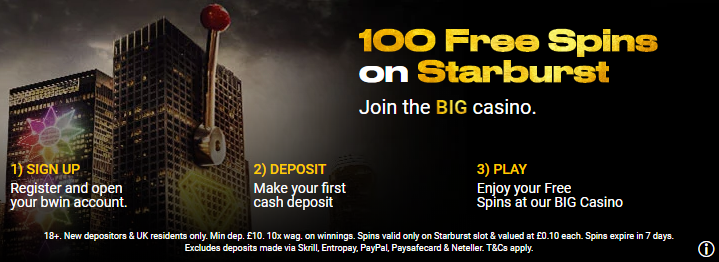 100 Free Spins
on Starburst
Join the BIG casino.
1) SIGN UP
Register and open
your bwin account.
2) DEPOSIT
Make your first
cash deposit
3) PLAY
Enjoy your Free
Spins at our BIG Casino
18+. New depositors & UK residents only. Min dep. £10. 10x wag. on winnings. Spins valid only on Starburst slot & valued at £0.10 each. Spins expire in 7 days.
Excludes deposits made via Skrill, Entropay, PayPal, Paysafecard & Neteller. T&Cs apply.